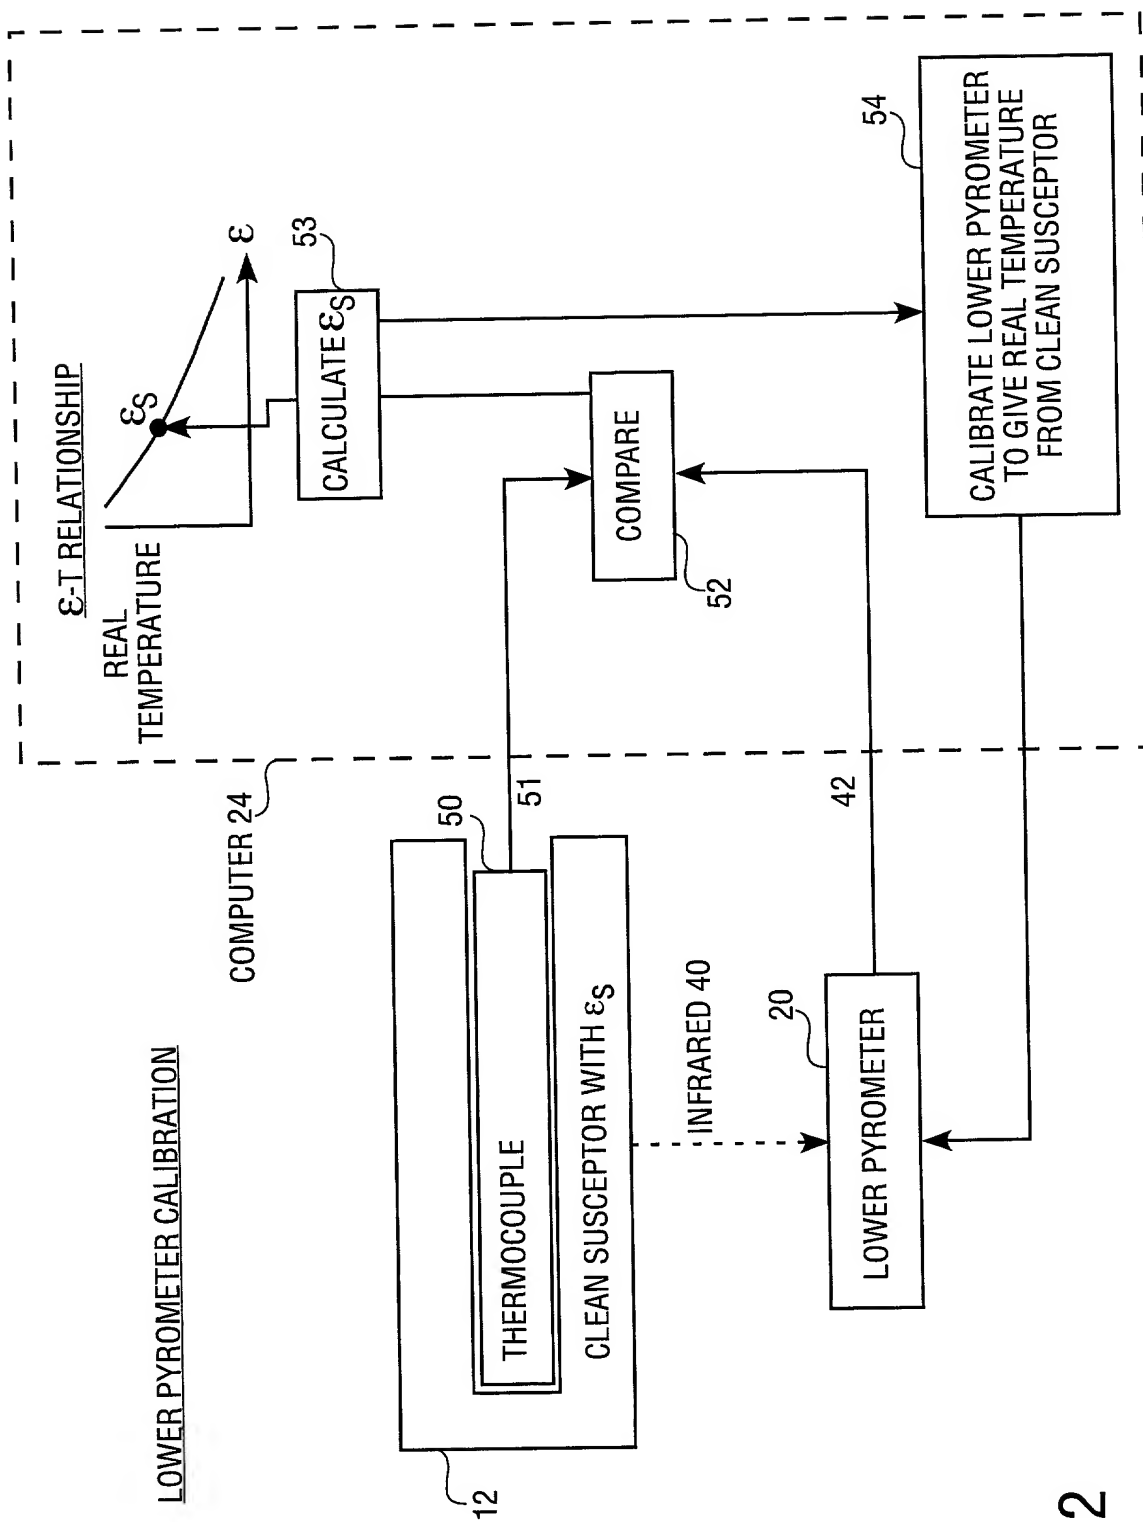 LOWER PYROMETER CALIBRATION
COMPUTER 24
ε-T RELATIONSHIP
REAL
TEMPERATURE
εS
ε
CALCULATE εS
53
12
THERMOCOUPLE
50
51
CLEAN SUSCEPTOR WITH εS
COMPARE
52
INFRARED 40
20
LOWER PYROMETER
42
54
CALIBRATE LOWER PYROMETER
TO GIVE REAL TEMPERATURE
FROM CLEAN SUSCEPTOR
2